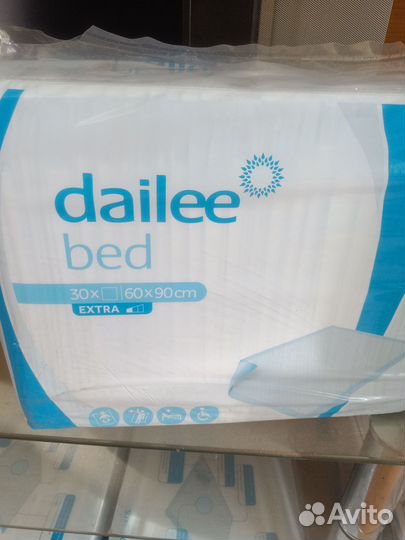 dailee
bed
30× 60×90cm
EXTRA
Avito